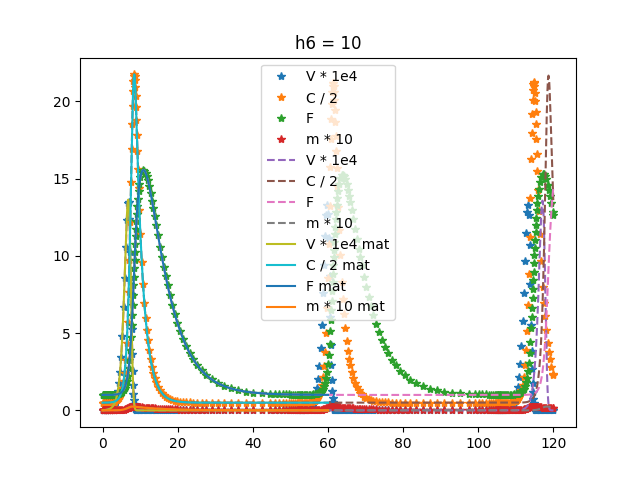 h6 = 10
V * 1e4
C / 2
F
m * 10
V * 1e4
C / 2
F
m * 10
V * 1e4 mat
C / 2 mat
F mat
m * 10 mat
20
15
10
5
0
0 20 40 60 80 100 120